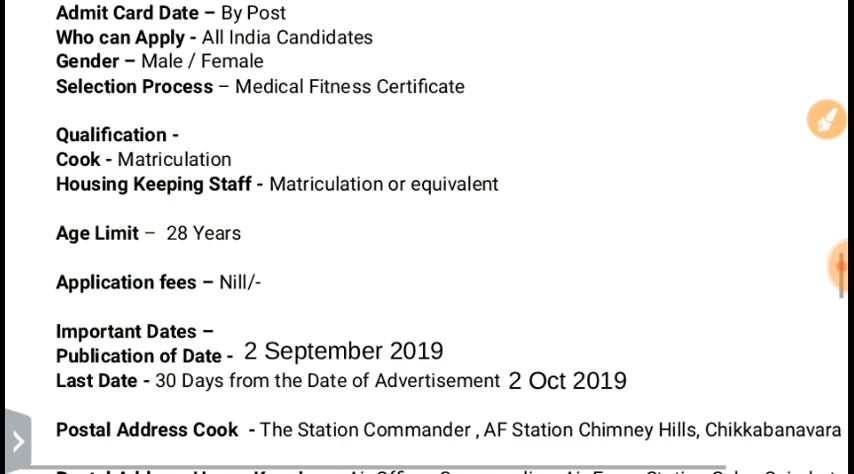 Admit Card Date – By Post
Who can Apply - All India Candidates
Gender – Male / Female
Selection Process – Medical Fitness Certificate
Qualification -
Cook - Matriculation
Housing Keeping Staff - Matriculation or equivalent
Age Limit – 28 Years
Application fees – Nill/-
Important Dates –
Publication of Date - 2 September 2019
Last Date - 30 Days from the Date of Advertisement 2 Oct 2019
Postal Address Cook - The Station Commander , AF Station Chimney Hills, Chikkabanavara